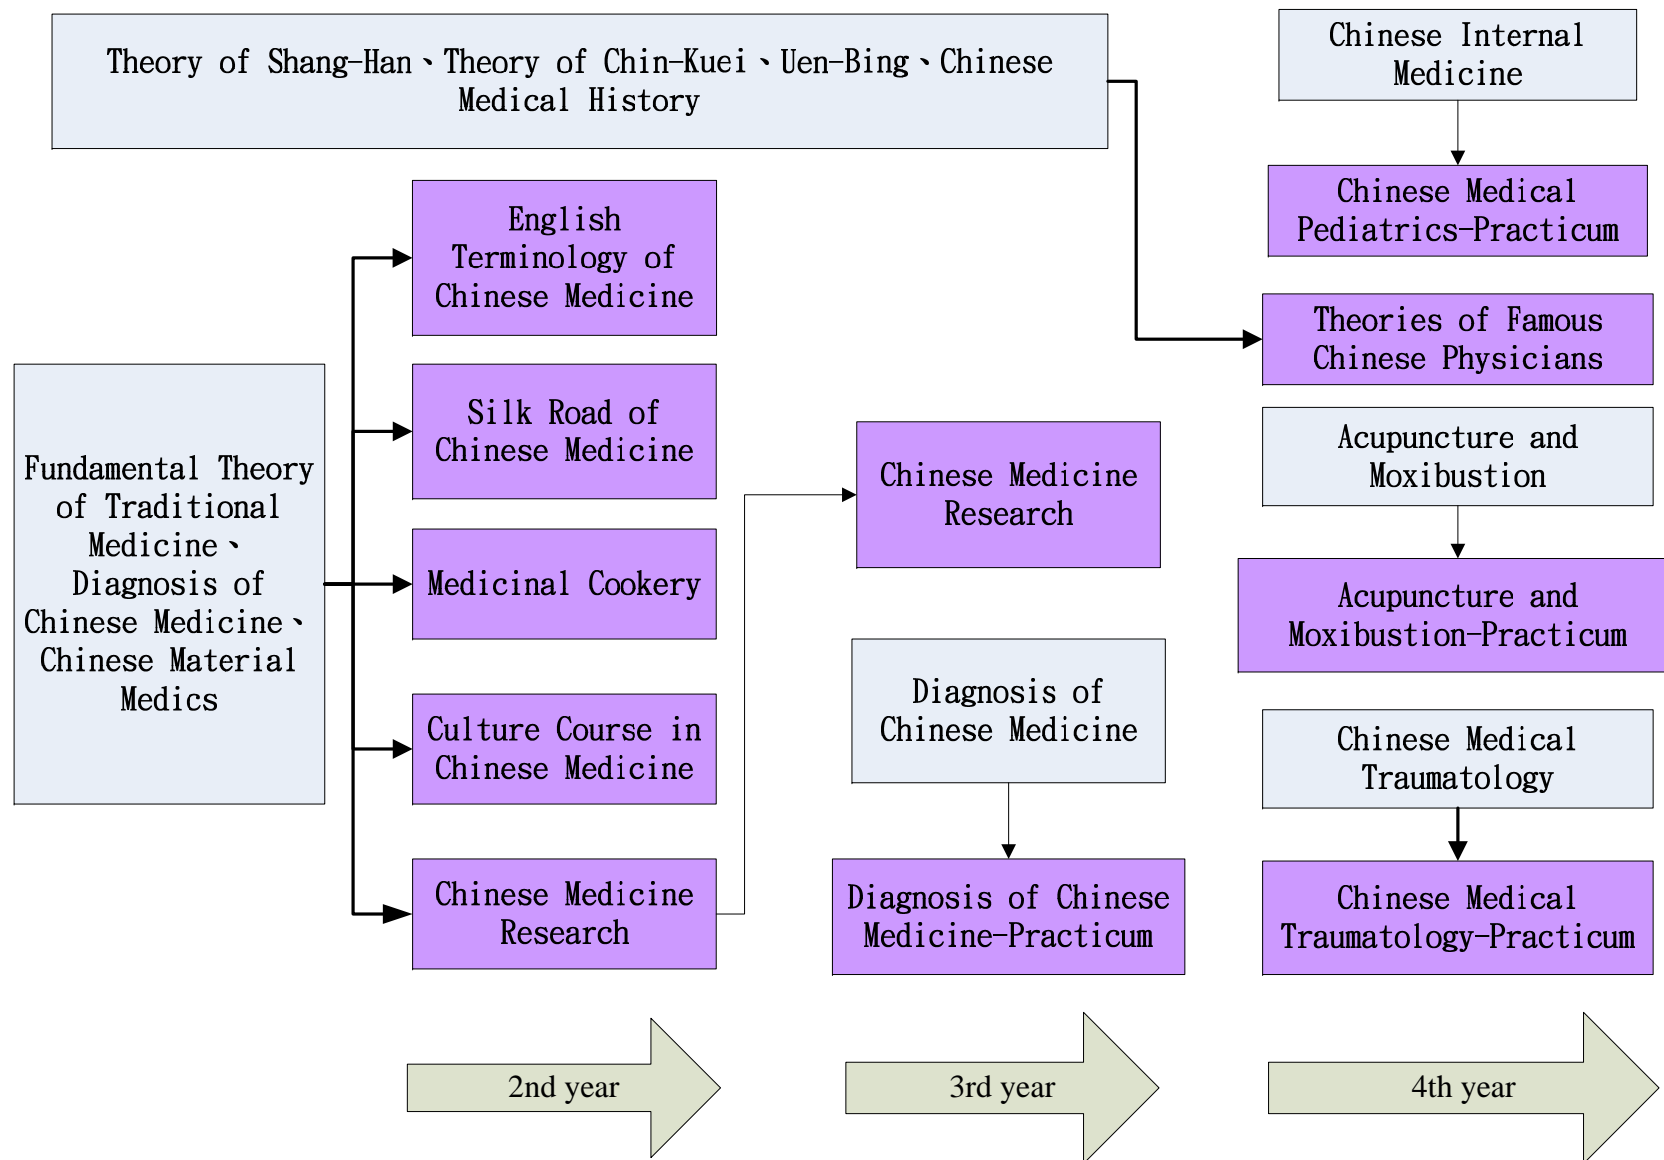 Theory of Shang-Han、Theory of Chin-Kuei、Uen-Bing、Chinese
Medical History
Chinese Internal
Medicine
Chinese Medical
Pediatrics-Practicum
English
Terminology of
Chinese Medicine
Theories of Famous
Chinese Physicians
Fundamental Theory
of Traditional
Medicine、
Diagnosis of
Chinese Medicine、
Chinese Material
Medics
Silk Road of
Chinese Medicine
Medicinal Cookery
Culture Course in
Chinese Medicine
Chinese Medicine
Research
Chinese Medicine
Research
Diagnosis of
Chinese Medicine
Diagnosis of Chinese
Medicine-Practicum
Acupuncture and
Moxibustion
Acupuncture and
Moxibustion-Practicum
Chinese Medical
Traumatology
Chinese Medical
Traumatology-Practicum
2nd year
3rd year
4th year